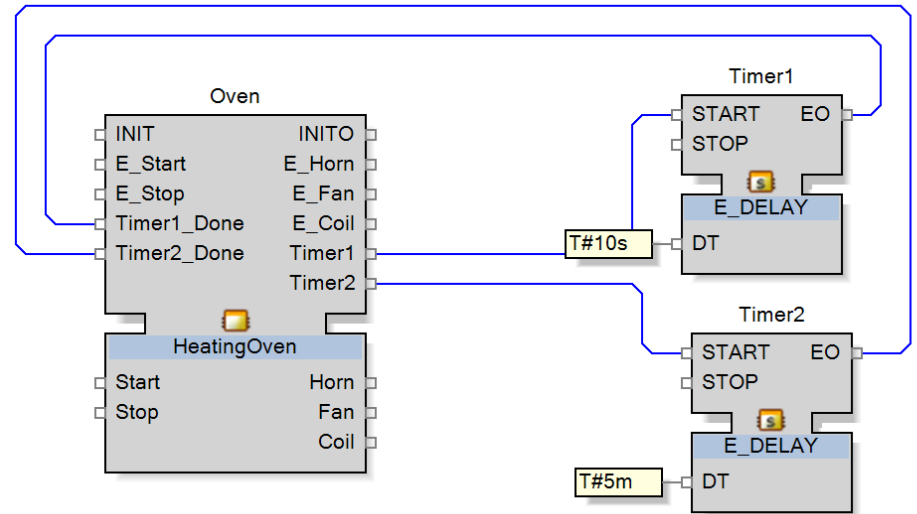 Oven
INIT INITO
E_Start E_Horn
E_Stop E_Fan
Timer1_Done E_Coil
Timer2_Done Timer1
Timer2
HeatingOven
Start Horn
Stop Fan
Coil
Timer1
START EO
STOP
S
E_DELAY
T#10s DT
Timer2
START EO
STOP
S
E_DELAY
T#5m DT